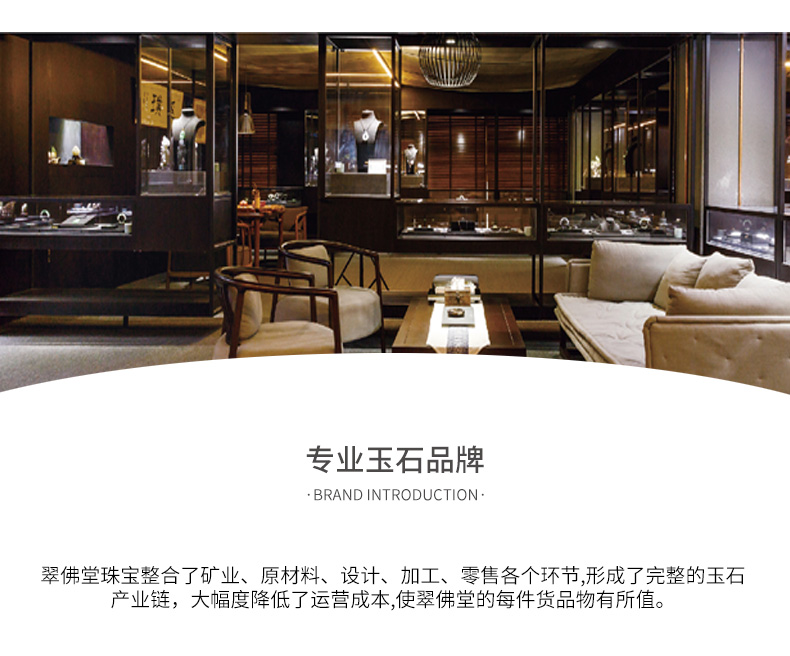 专业玉石品牌
·BRAND INTRODUCTION·
翠佛堂珠宝整合了矿业、原材料、设计、加工、零售各个环节,形成了完整的玉石
产业链，大幅度降低了运营成本,使翠佛堂的每件货品物有所值。